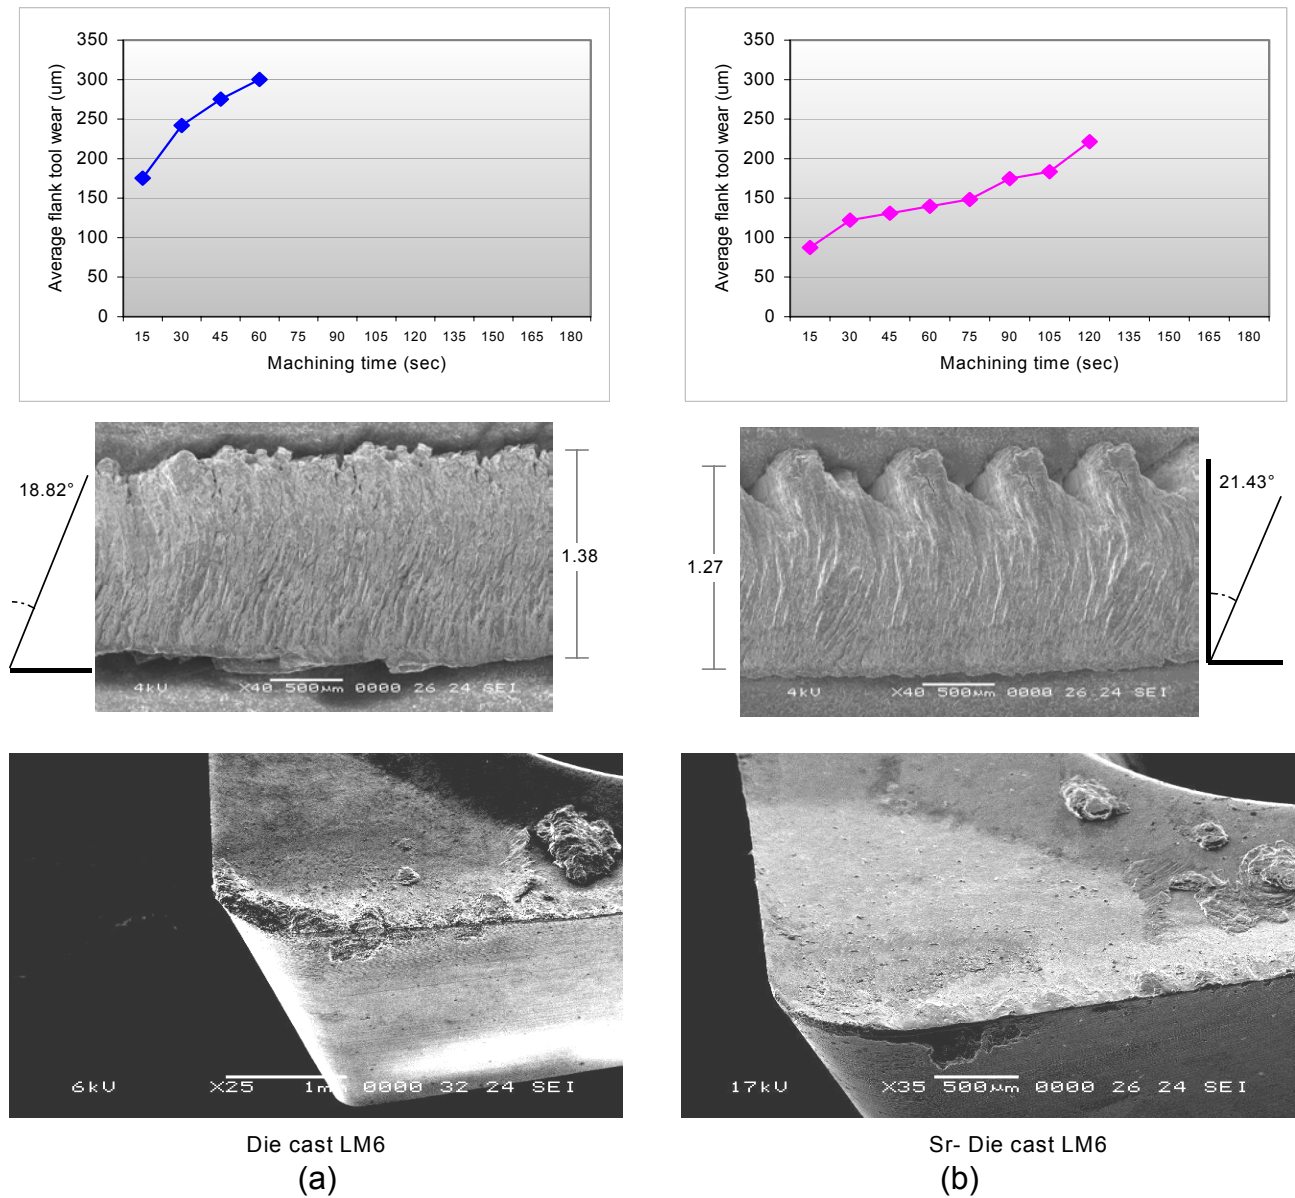 350
300
250
200
150
100
50
0
Average flank tool wear (um)
15 30 45 60 75 90 105 120 135 150 165 180
Machining time (sec)
350
300
250
200
150
100
50
0
Average flank tool wear (um)
15 30 45 60 75 90 105 120 135 150 165 180
Machining time (sec)
18.82°
1.38
4kV X40 500µm 0000 26 24 SEI
1.27
21.43°
4kV X40 500µm 0000 26 24 SEI
6kV X25 1mm 0000 32 24 SEI
17kV X35 500µm 0000 26 24 SEI
Die cast LM6
(a)
Sr- Die cast LM6
(b)